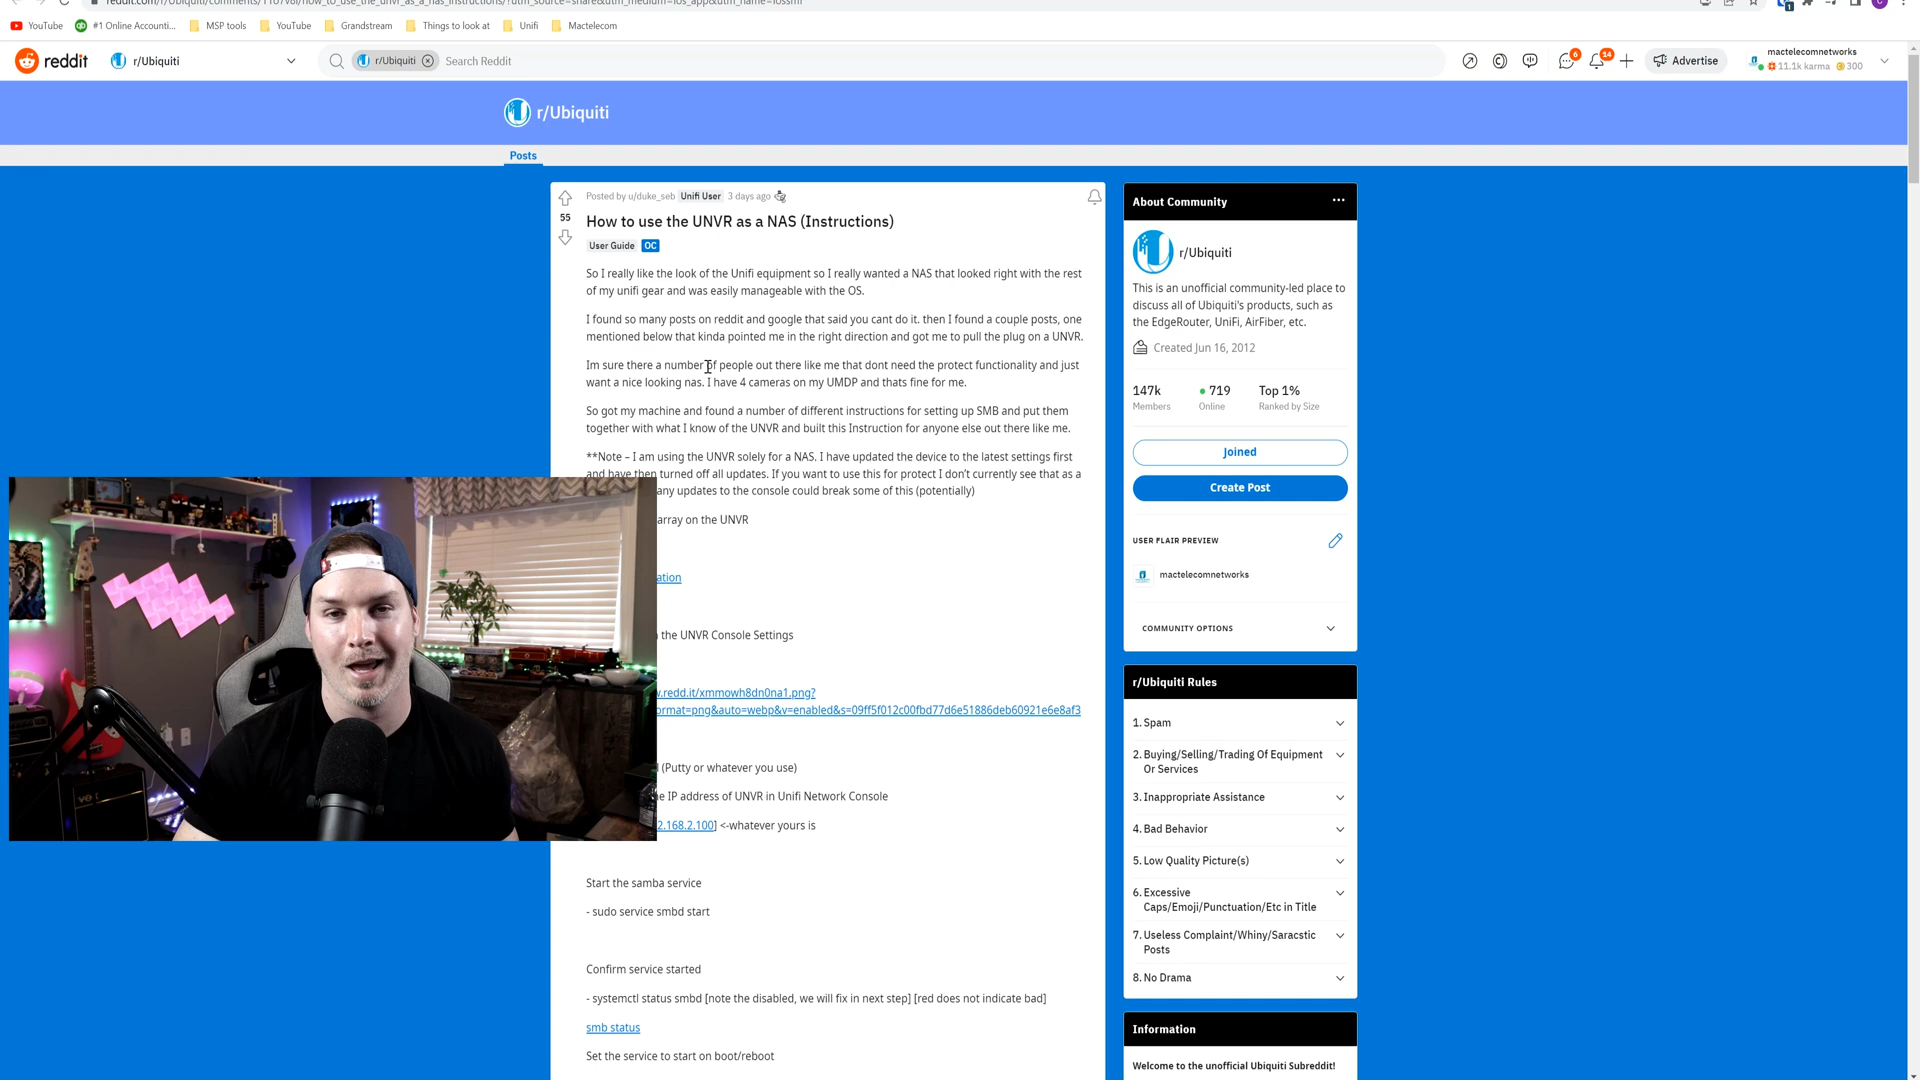 reddit.com/r/Ubiquiti/comments/
YouTube
#1 Online Accounti...
MSP tools
YouTube
Grandstream
Things to look at
Unifi
Mactelecom
reddit
r/Ubiquiti
r/Ubiquiti
Search Reddit
6
14
Advertise
mactelecomnetworks
11.1k karma
300
r/Ubiquiti
Posts
Posted by u/duke_seb Unifi User 3 days ago
55
How to use the UNVR as a NAS (Instructions)
User Guide OC
So I really like the look of the Unifi equipment so I really wanted a NAS that looked right with the rest
of my unifi gear and was easily manageable with the OS.
I found so many posts on reddit and google that said you cant do it. then I found a couple posts, one
mentioned below that kinda pointed me in the right direction and got me to pull the plug on a UNVR.
Im sure there a number of people out there like me that dont need the protect functionality and just
want a nice looking nas. I have 4 cameras on my UMDP and thats fine for me.
So got my machine and found a number of different instructions for setting up SMB and put them
together with what I know of the UNVR and built this Instruction for anyone else out there like me.
**Note – I am using the UNVR solely for a NAS. I have updated the device to the latest settings first
and have then turned off all updates. If you want to use this for protect I don't currently see that as a
any updates to the console could break some of this (potentially)
array on the UNVR
ation
the UNVR Console Settings
w.redd.it/xmmowh8dn0na1.png?
ormat=png&auto=webp&v=enabled&s=09ff5f012c00fbd77d6e51886deb60921e6e8af3
(Putty or whatever you use)
IP address of UNVR in Unifi Network Console
2.168.2.100] <-whatever yours is
Start the samba service
- sudo service smbd start
Confirm service started
- systemctl status smbd [note the disabled, we will fix in next step] [red does not indicate bad]
smb status
Set the service to start on boot/reboot
About Community
r/Ubiquiti
This is an unofficial community-led place to
discuss all of Ubiquiti's products, such as
the EdgeRouter, UniFi, AirFiber, etc.
Created Jun 16, 2012
147k
719
Top 1%
Members
Online
Ranked by Size
Joined
Create Post
USER FLAIR PREVIEW
mactelecomnetworks
COMMUNITY OPTIONS
r/Ubiquiti Rules
1. Spam
2. Buying/Selling/Trading Of Equipment
Or Services
3. Inappropriate Assistance
4. Bad Behavior
5. Low Quality Picture(s)
6. Excessive
Caps/Emoji/Punctuation/Etc in Title
7. Useless Complaint/Whiny/Saracstic
Posts
8. No Drama
Information
Welcome to the unofficial Ubiquiti Subreddit!